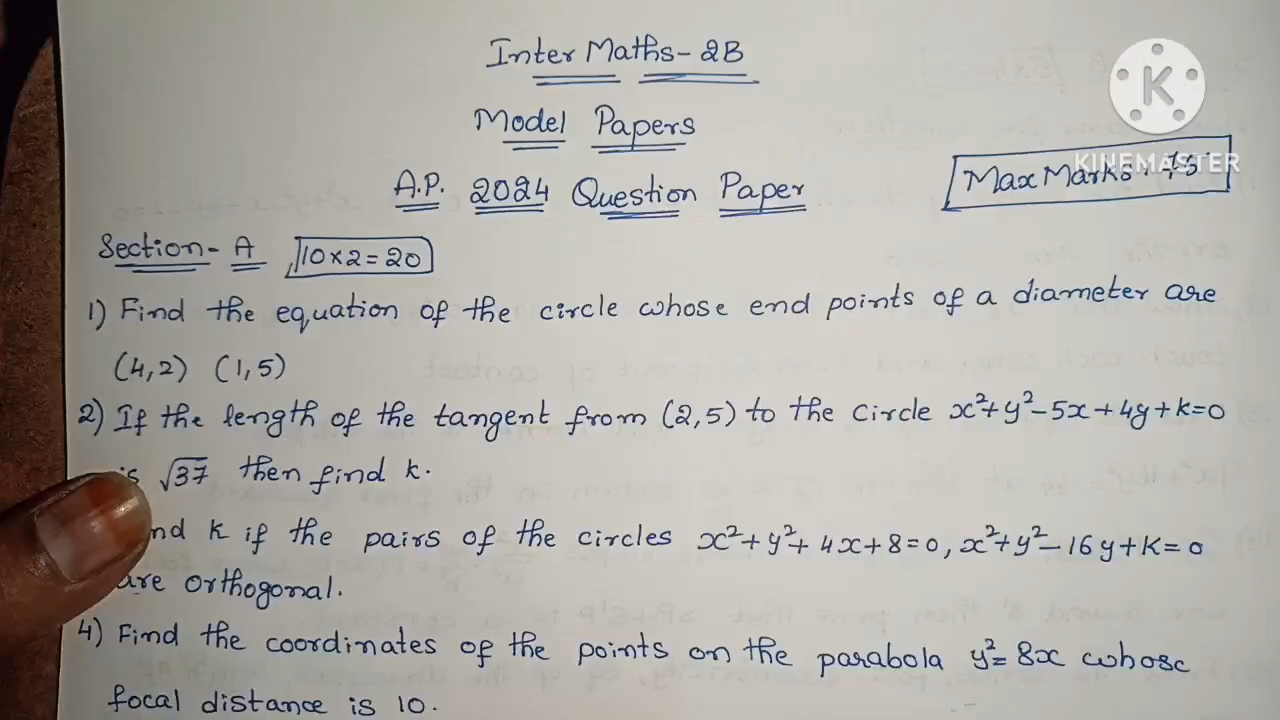 Inter Maths- 2B
Model Papers
A.P. 2024 Question Paper
K
KINEMASTER
Max Marks. 75
Section- A 10×2=20
1) Find the equation of the circle whose end points of a diameter are
(4,2) (1,5)
2) If the length of the tangent from (2,5) to the circle x²+y²-5x+4y+k=0
is √37 then find k.
nd k if the pairs of the circles x²+y²+4x+8=0, x²+y²-16y+K=0
are orthogonal.
4) Find the coordinates of the points on the parabola y²=8x whose
focal distance is 10.